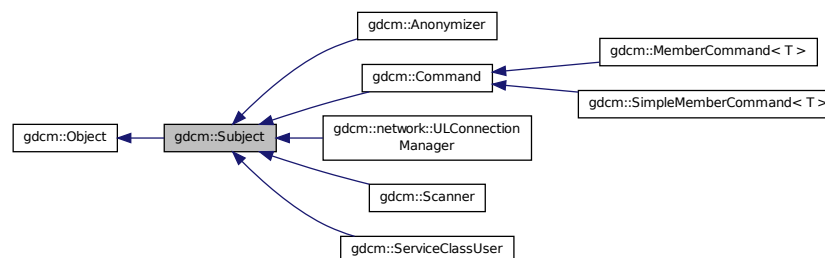 gdcm::Anonymizer
gdcm::MemberCommand< T >
gdcm::Command
gdcm::SimpleMemberCommand< T >
gdcm::Object
gdcm::Subject
gdcm::network::ULConnection
Manager
gdcm::Scanner
gdcm::ServiceClassUser